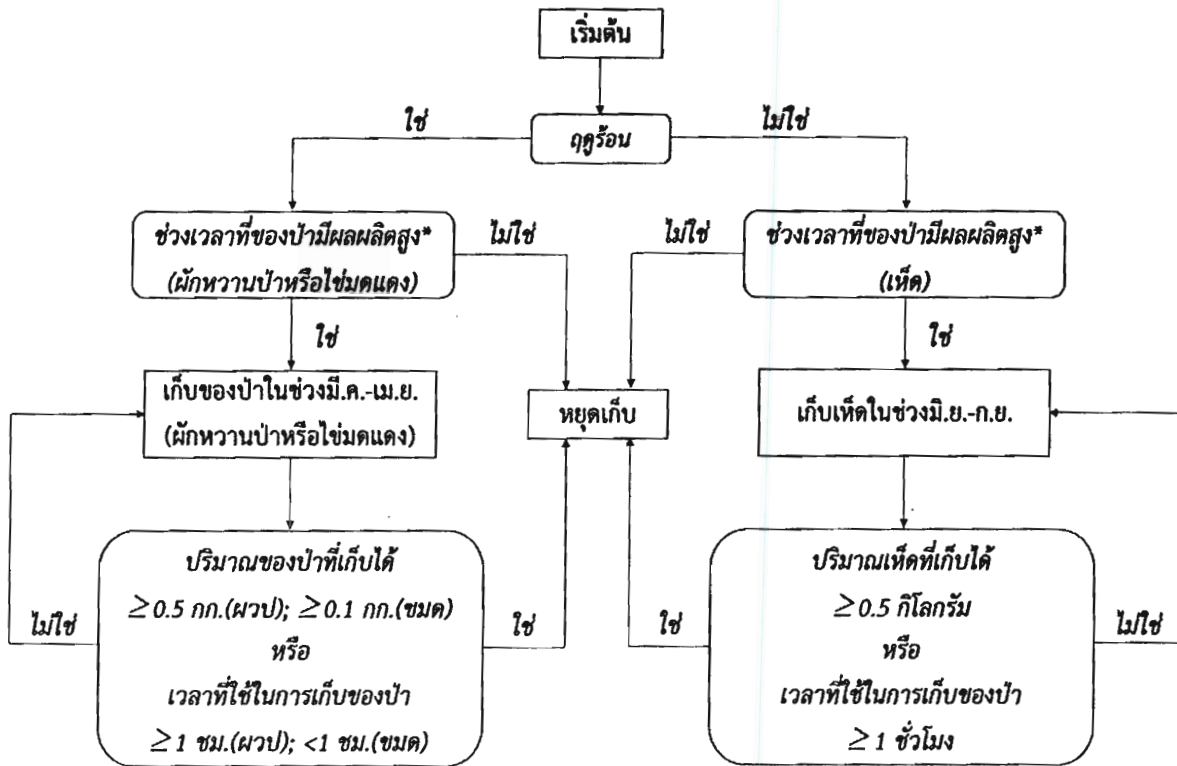 เริ่มต้น
ใช่
ฤดูร้อน
ไม่ใช่
ช่วงเวลาที่ของป่ามีผลผลิตสูง*
(ผักหวานป่าหรือไข่มดแดง)
ไม่ใช่
ไม่ใช่
ช่วงเวลาที่ของป่ามีผลผลิตสูง*
(เห็ด)
ใช่
ใช่
เก็บของป่าในช่วงมี.ค.-เม.ย.
(ผักหวานป่าหรือไข่มดแดง)
หยุดเก็บ
เก็บเห็ดในช่วงมิ.ย.-ก.ย.
ปริมาณของป่าที่เก็บได้
≥0.5 กก.(ผวป); ≥0.1 กก.(ขมด)
หรือ
เวลาที่ใช้ในการเก็บของป่า
≥1 ชม.(ผวป); <1 ชม.(ขมด)
ไม่ใช่
ใช่
ใช่
ปริมาณเห็ดที่เก็บได้
≥0.5 กิโลกรัม
หรือ
เวลาที่ใช้ในการเก็บของป่า
≥1 ชั่วโมง
ไม่ใช่